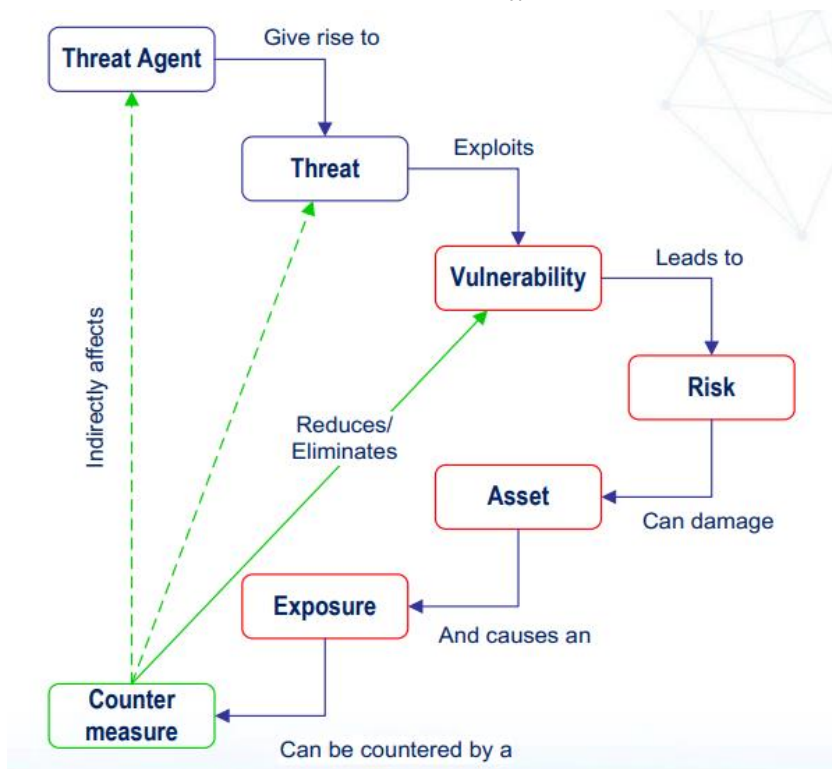 Give rise to
Threat Agent
Threat
Exploits
Vulnerability
Leads to
Risk
Indirectly affects
Reduces/
Eliminates
Asset
Can damage
Exposure
And causes an
Counter
measure
Can be countered by a